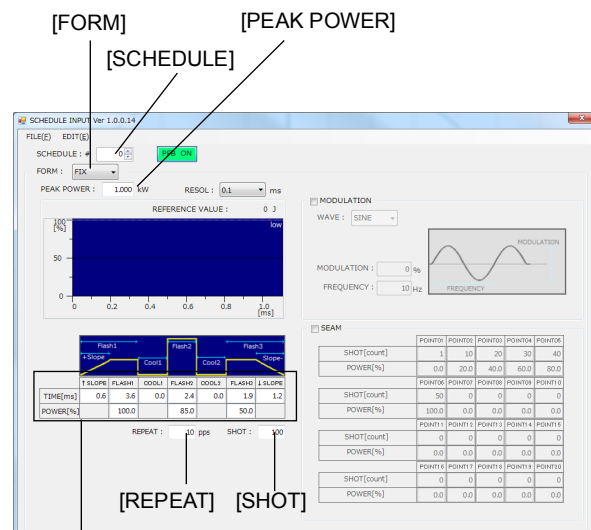 [FORM]
[PEAK POWER]
[SCHEDULE]
SCHEDULE INPUT Ver 1.0.0.14
FILE(F) EDIT(E)
SCHEDULE : # 0 PFB ON
FORM : FIX
PEAK POWER : 1.000 kW RESOL : 0.1 ms
REFERENCE VALUE : 0 J
100
[%]
low
50
0
0 0.2 0.4 0.6 0.8 1.0
[ms]
MODULATION
WAVE : SINE
MODULATION
MODULATION : 0 %
FREQUENCY : 10 Hz
FREQUENCY
Flash1 Flash2 Flash3
+Slope Cool1 Cool2 Slope-
↑SLOPE FLASH1 COOL1 FLASH2 COOL2 FLASH3 ↓SLOPE
TIME[ms] 0.6 3.6 0.0 2.4 0.0 1.9 1.2
POWER[%] 100.0 85.0 50.0
REPEAT : 10 pps SHOT : 100
SEAM
POINT01 POINT02 POINT03 POINT04 POINT05
SHOT[count] 1 10 20 30 40
POWER[%] 0.0 20.0 40.0 60.0 80.0
POINT06 POINT07 POINT08 POINT09 POINT10
SHOT[count] 50 0 0 0 0
POWER[%] 100.0 0.0 0.0 0.0 0.0
POINT11 POINT12 POINT13 POINT14 POINT15
SHOT[count] 0 0 0 0 0
POWER[%] 0.0 0.0 0.0 0.0 0.0
POINT16 POINT17 POINT18 POINT19 POINT20
SHOT[count] 0 0 0 0 0
POWER[%] 0.0 0.0 0.0 0.0 0.0
[REPEAT] [SHOT]